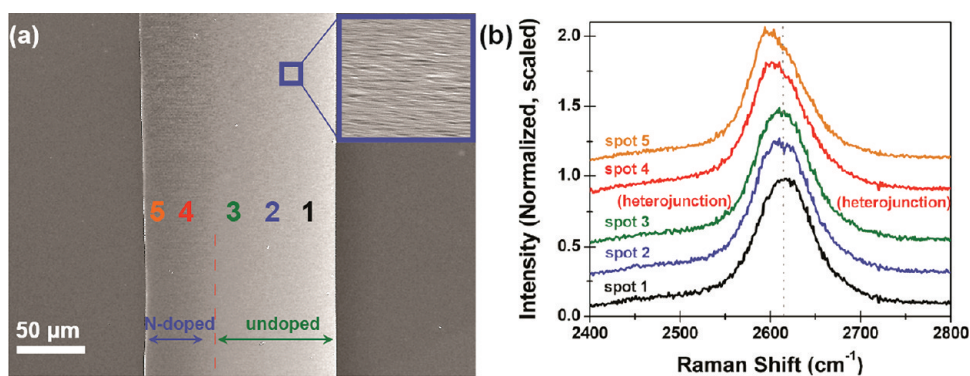 (a)
5 4 3 2 1
N-doped
undoped
50 µm
(b)
Intensity (Normalized, scaled)
2.0
1.5
1.0
0.5
0.0
spot 5
spot 4
(heterojunction)
(heterojunction)
spot 3
spot 2
spot 1
2400 2500 2600 2700 2800
Raman Shift (cm⁻¹)